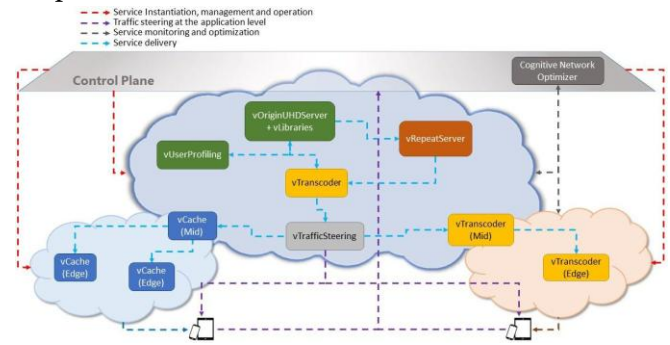 Service Instantiation, management and operation
Traffic steering at the application level
Service monitoring and optimization
Service delivery
Cognitive Network
Optimizer
Control Plane
vOriginUHDServer
+ vLibraries
vRepeatServer
vUserProfiling
vTranscoder
vCache
(Mid)
vTrafficSteering
vTranscoder
(Mid)
vCache
(Edge)
vCache
(Edge)
vTranscoder
(Edge)